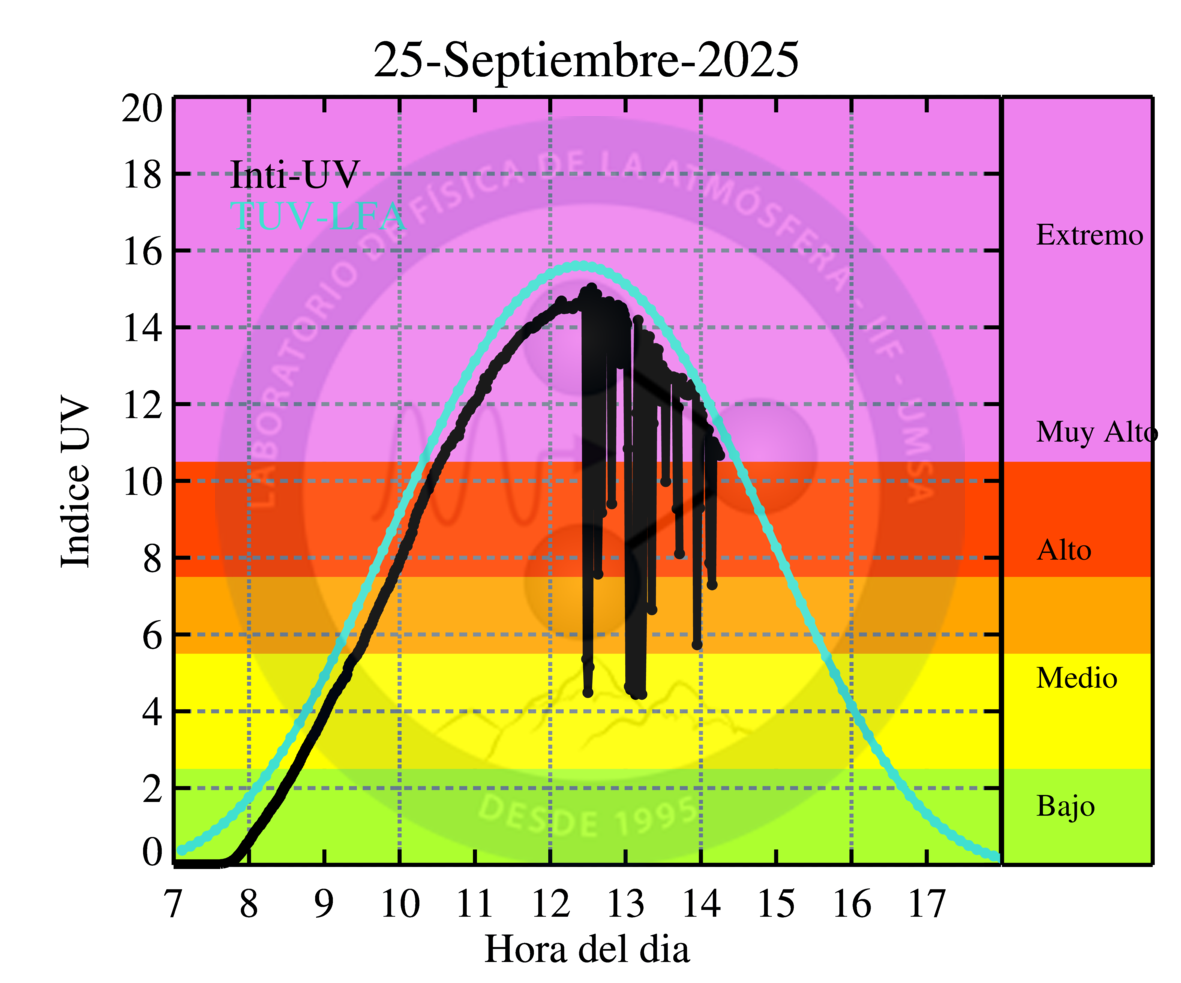 25-Septiembre-2025
Inti-UV
TUV-LFA
LABORATORIO DE FÍSICA DE LA ATMÓSFERA - IIF - UMSA
DESDE 1995
Indice UV
20
18
16
14
12
10
8
6
4
2
0
Extremo
Muy Alto
Alto
Medio
Bajo
7 8 9 10 11 12 13 14 15 16 17
Hora del dia